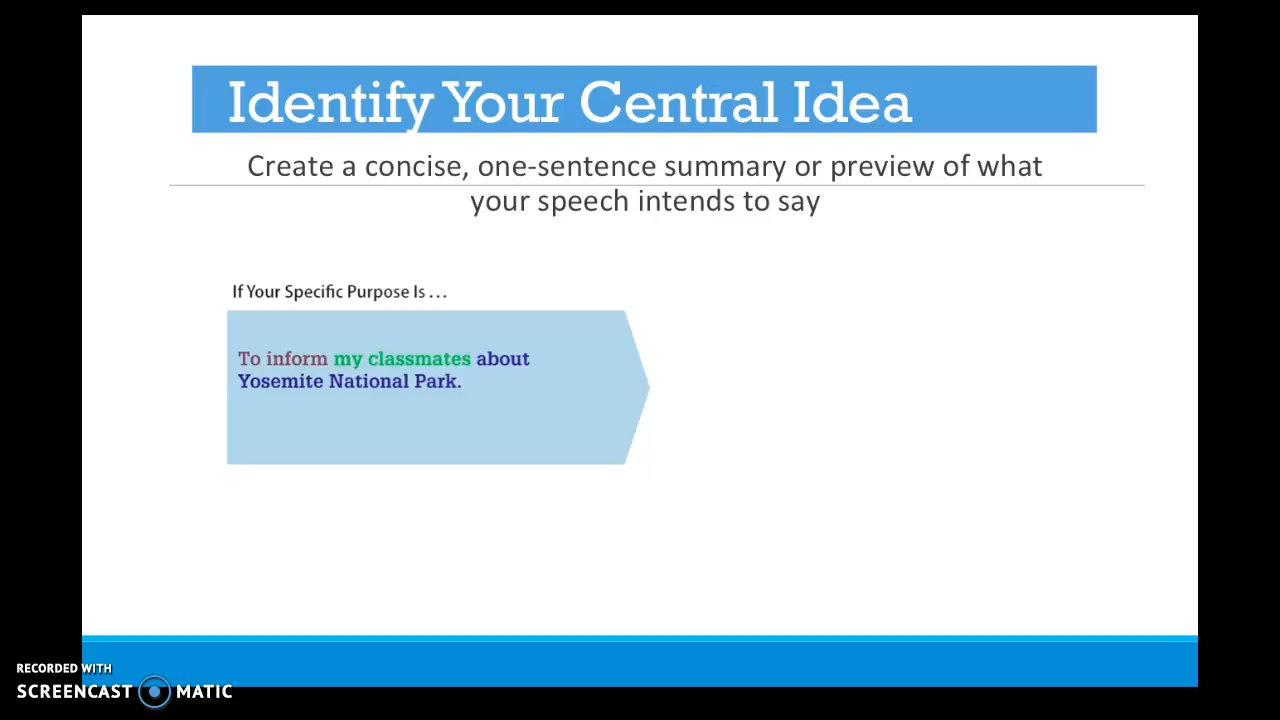 Identify Your Central Idea
Create a concise, one-sentence summary or preview of what
your speech intends to say
If Your Specific Purpose Is ...
To inform my classmates about
Yosemite National Park.
RECORDED WITH
SCREENCAST MATIC